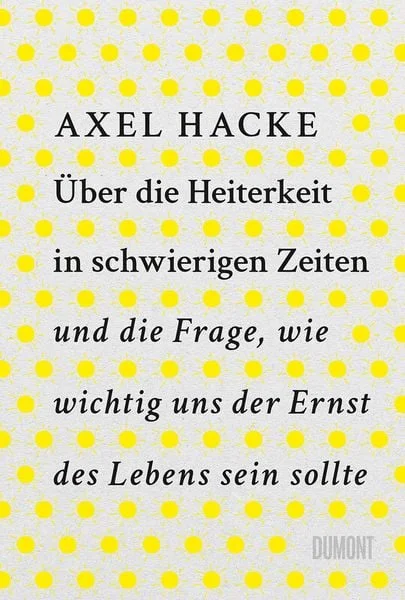 AXEL HACKE
Über die Heiterkeit
in schwierigen Zeiten
und die Frage, wie
wichtig uns der Ernst
des Lebens sein sollte
DUMONT